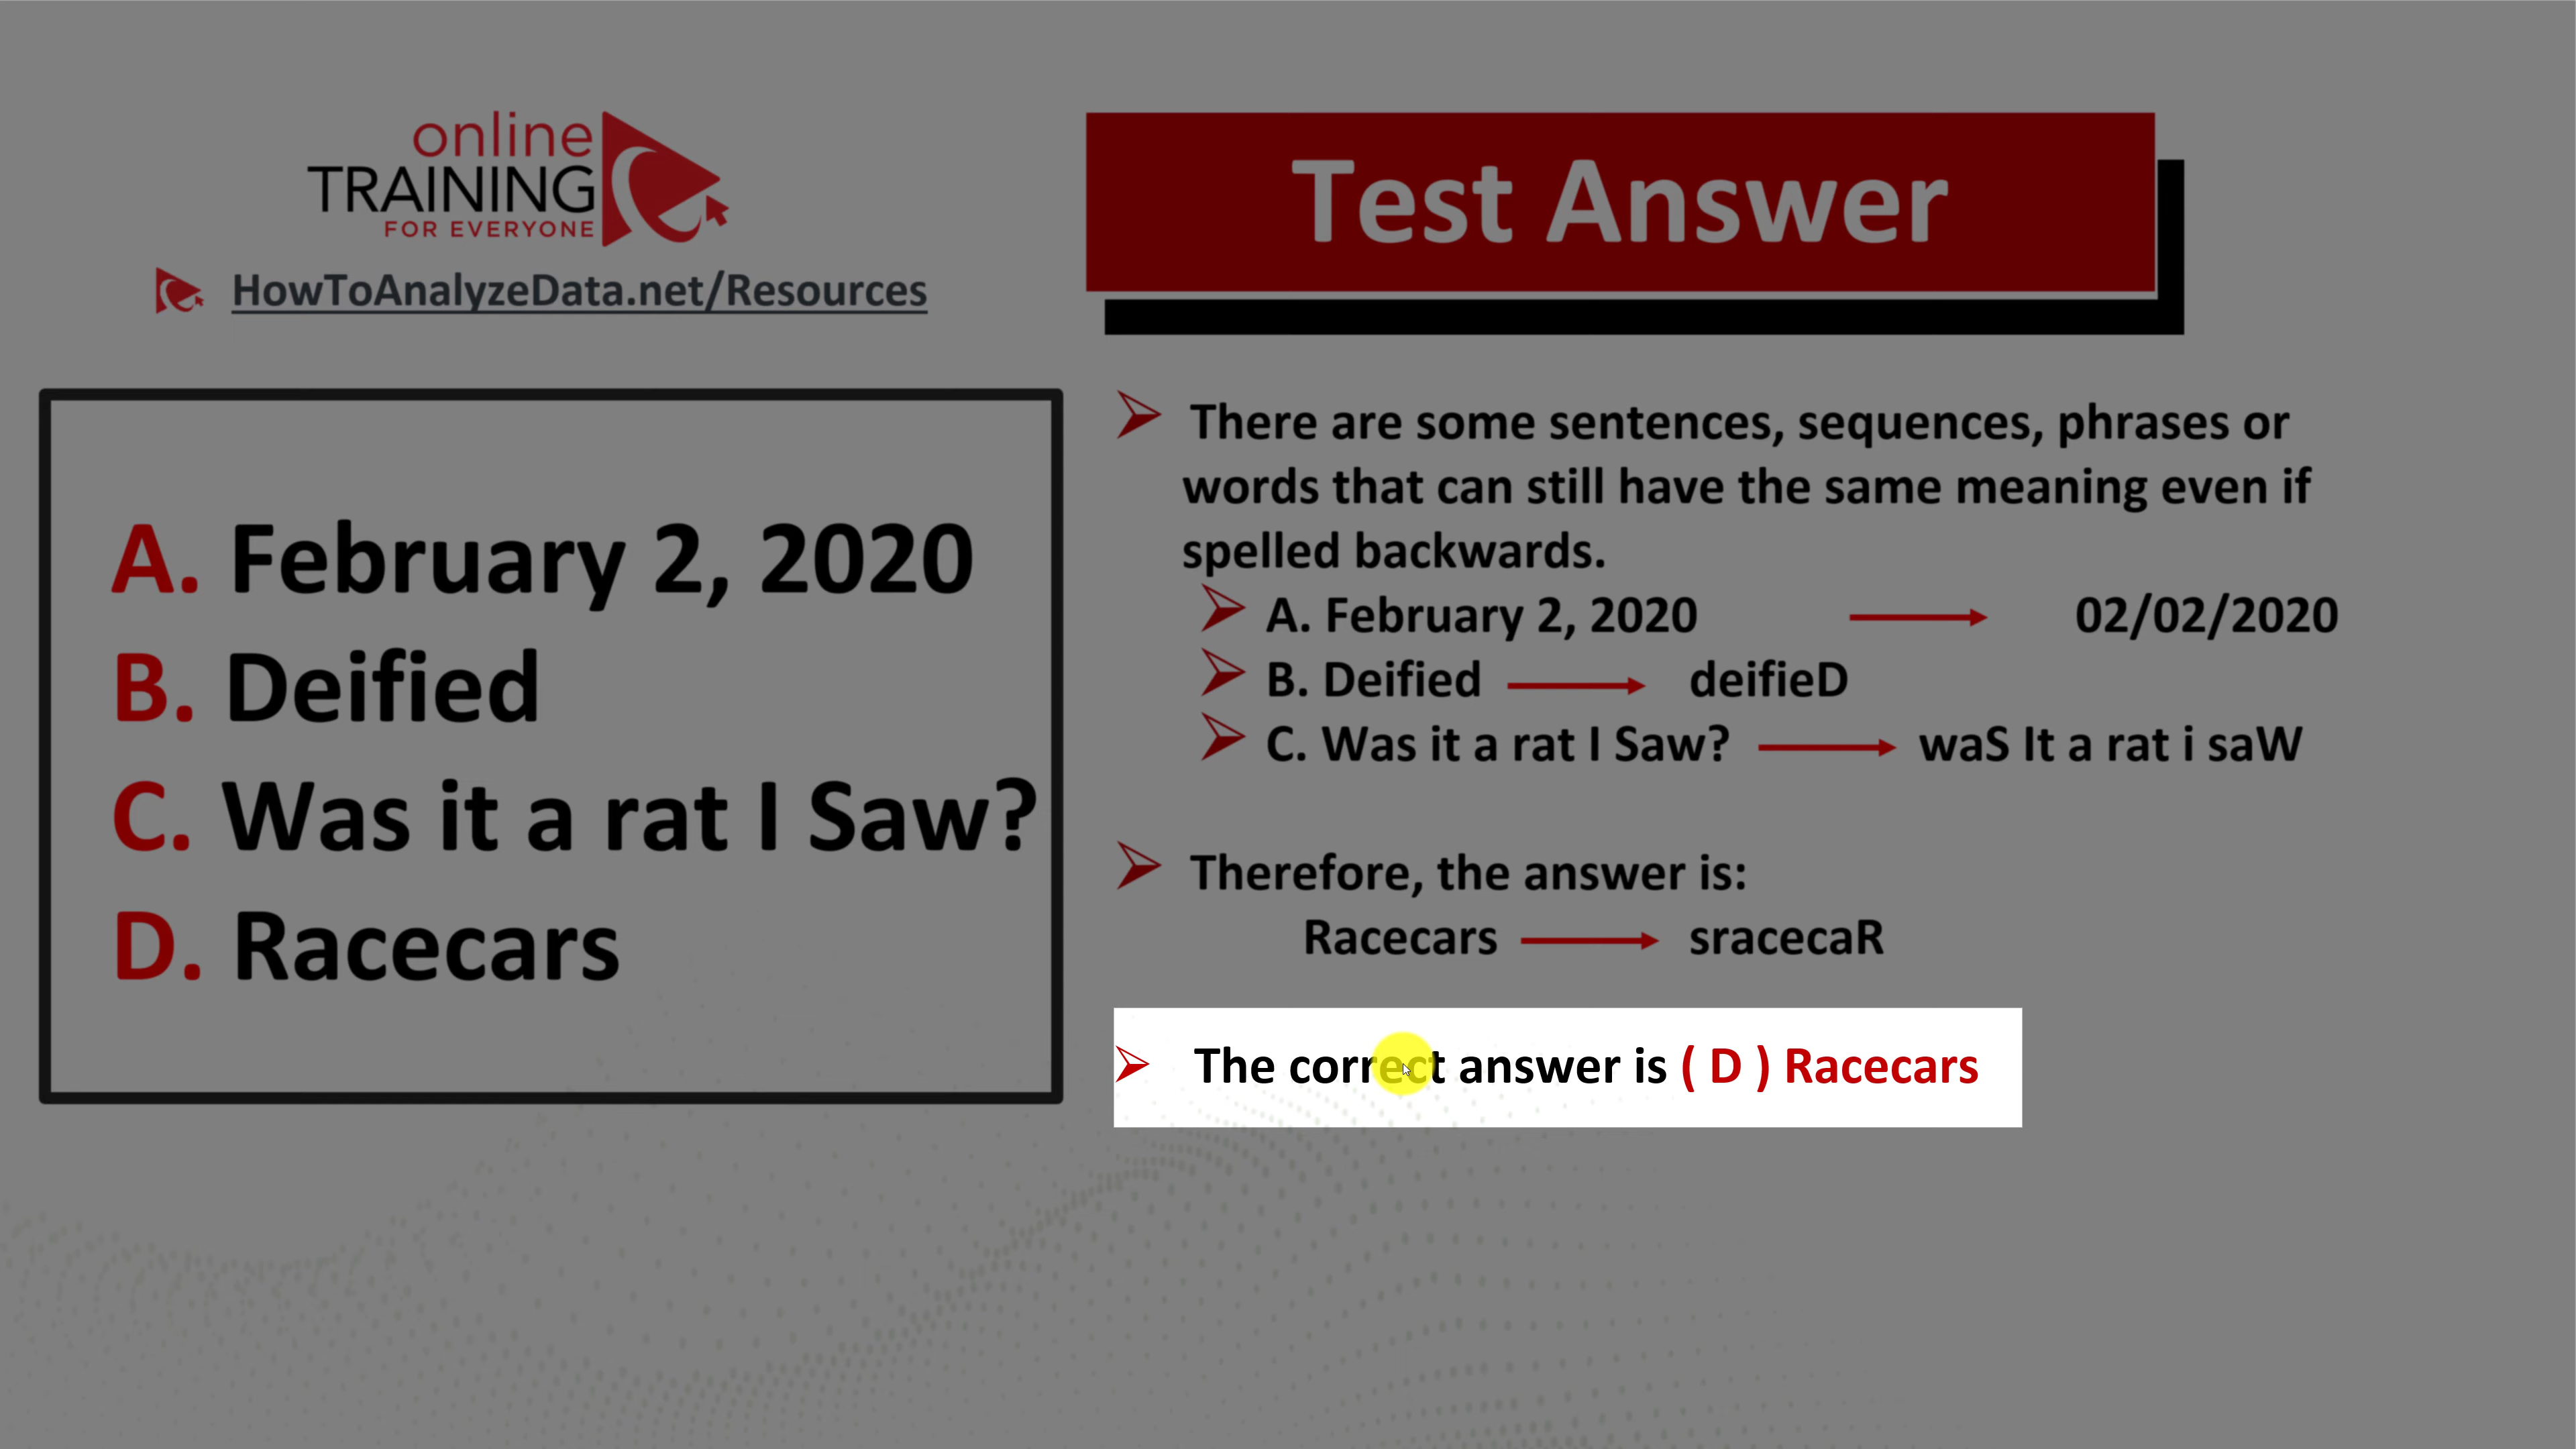 online
TRAINING
FOR EVERYONE
HowToAnalyzeData.net/Resources
A. February 2, 2020
B. Deified
C. Was it a rat I Saw?
D. Racecars
Test Answer
There are some sentences, sequences, phrases or
words that can still have the same meaning even if
spelled backwards.
A. February 2, 2020 02/02/2020
B. Deified deifieD
C. Was it a rat I Saw? waS It a rat i saW
Therefore, the answer is:
Racecars sracecaR
The correct answer is ( D ) Racecars